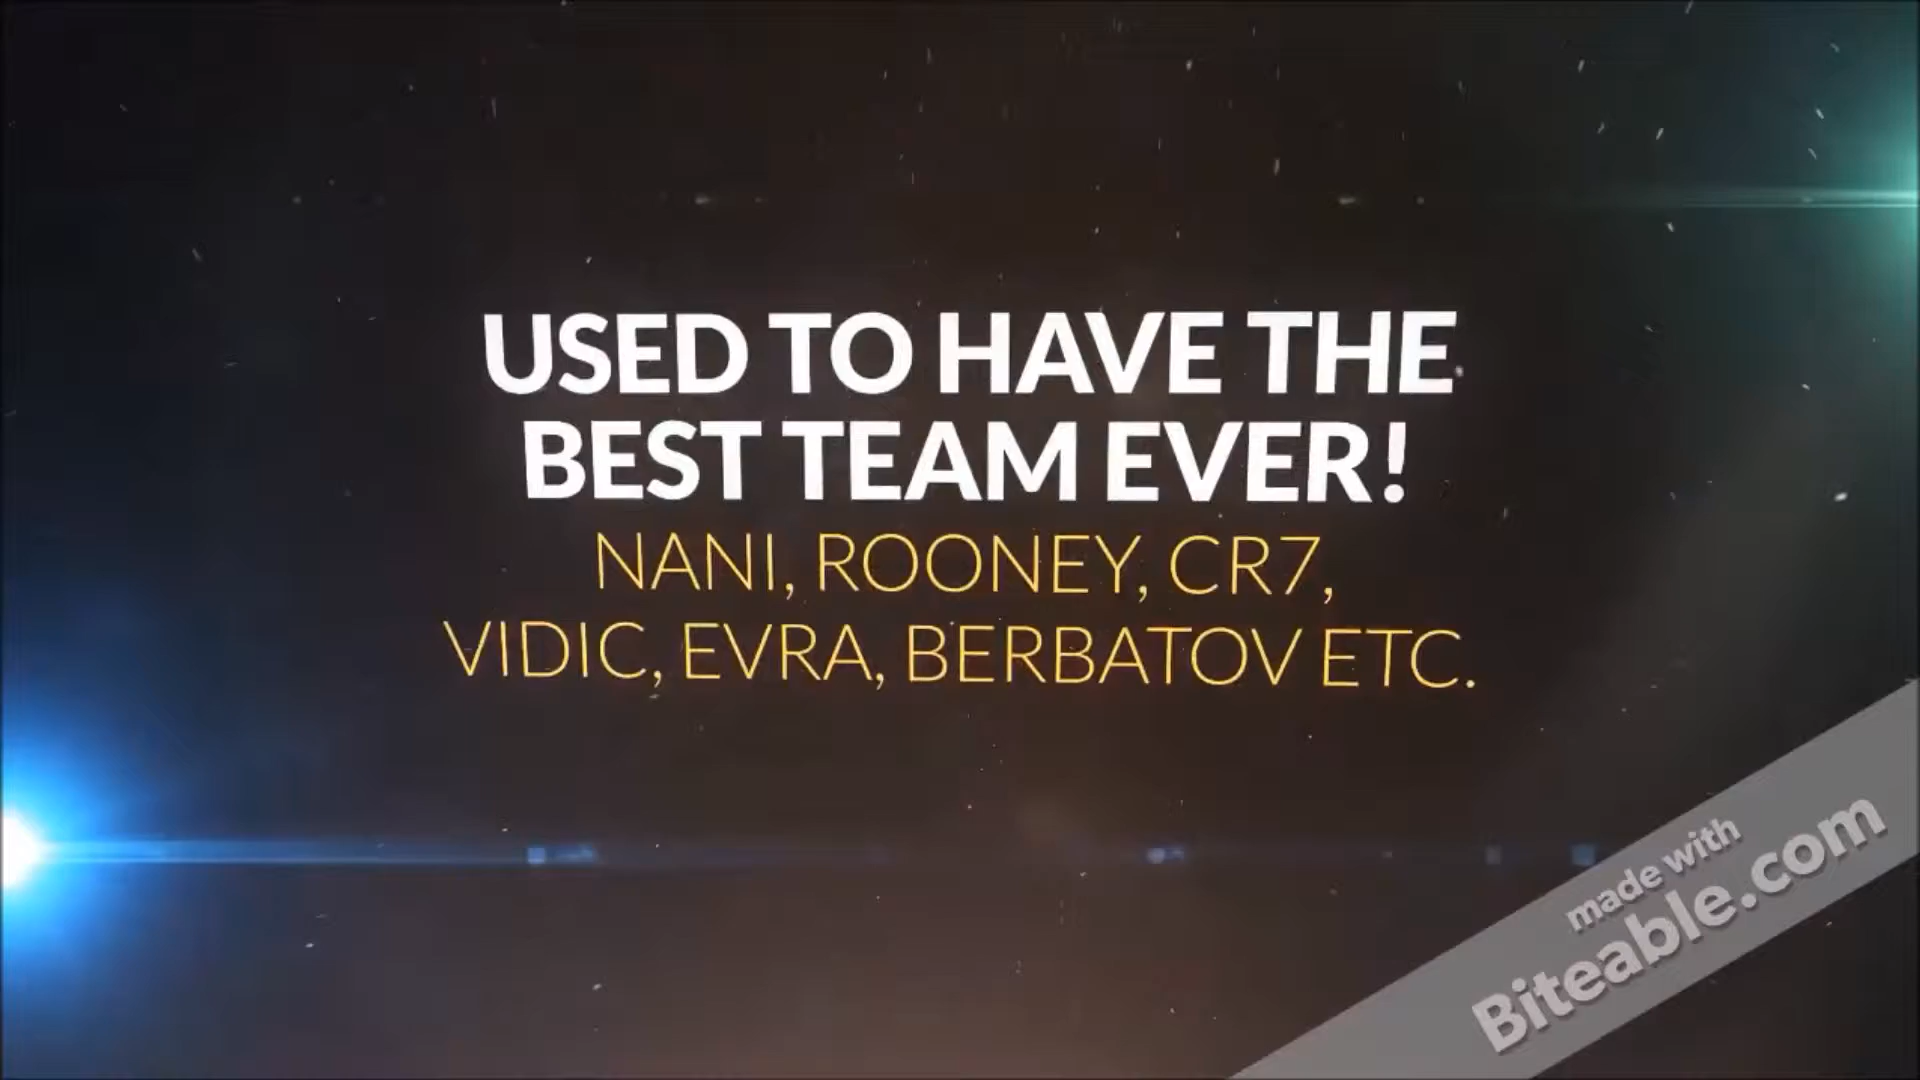 USED TO HAVE THE
BEST TEAM EVER!
NANI, ROONEY, CR7,
VIDIC, EVRA, BERBATOV ETC.
made with
Biteable.com